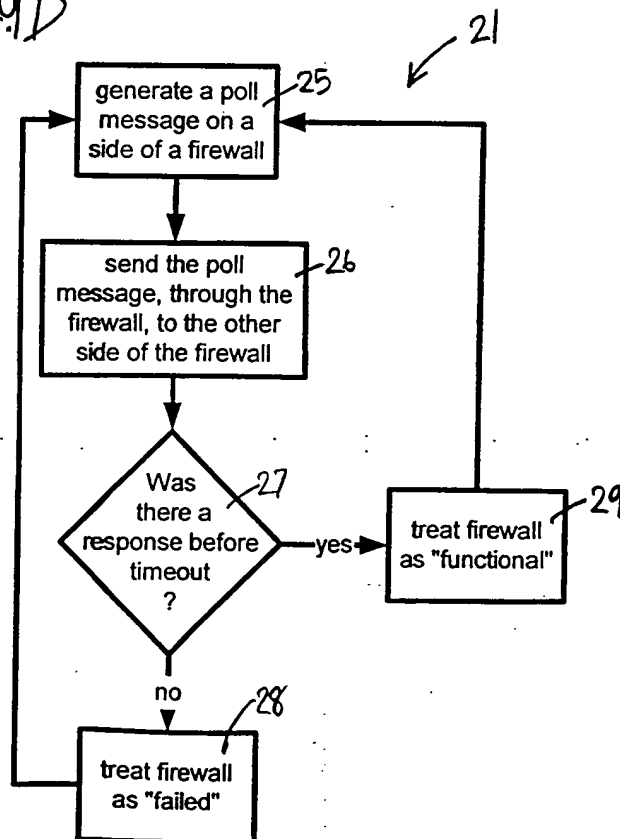 21
generate a poll
message on a
side of a firewall
25
send the poll
message, through the
firewall, to the other
side of the firewall
26
Was
there a
response before
timeout
?
27
yes
treat firewall
as "functional"
29
no
28
treat firewall
as "failed"